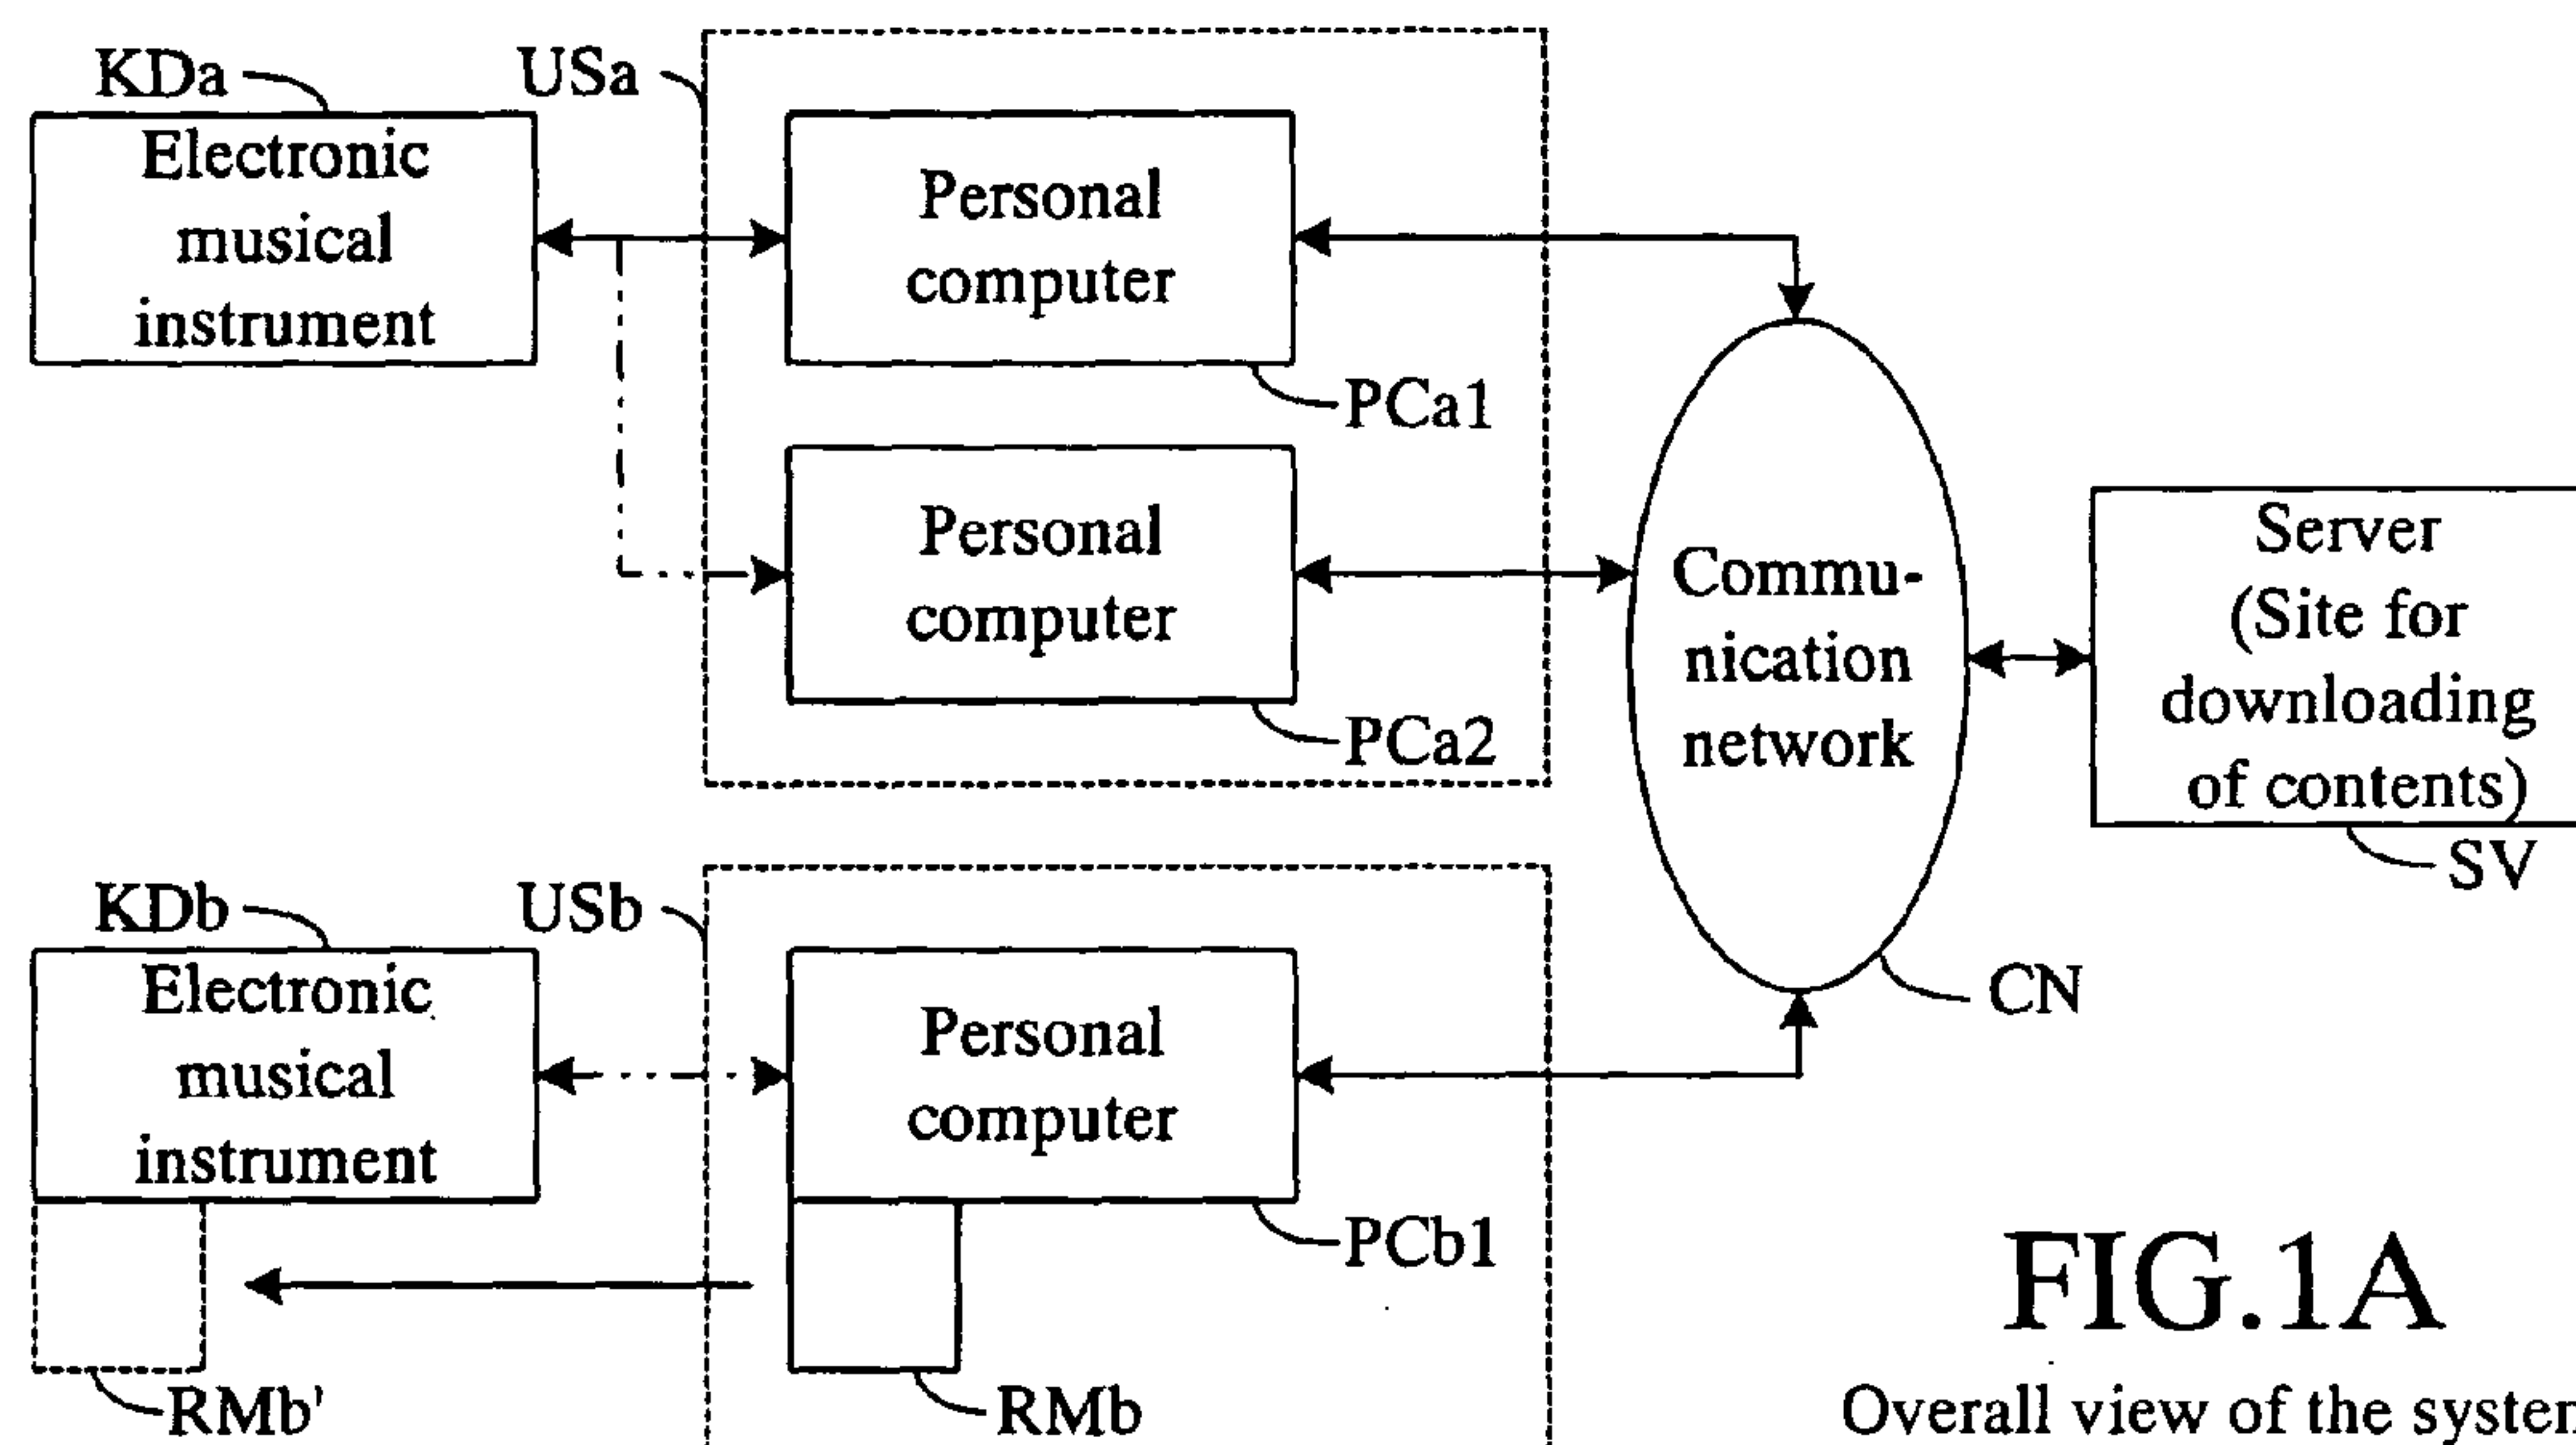 KDa
USa
Electronic
musical
instrument
Personal
computer
PCa1
Personal
computer
PCa2
Commu-
nication
network
CN
Server
(Site for
downloading
of contents)
SV
KDb
USb
Electronic
musical
instrument
Personal
computer
PCb1
RMb'
RMb
FIG.1A
Overall view of the system